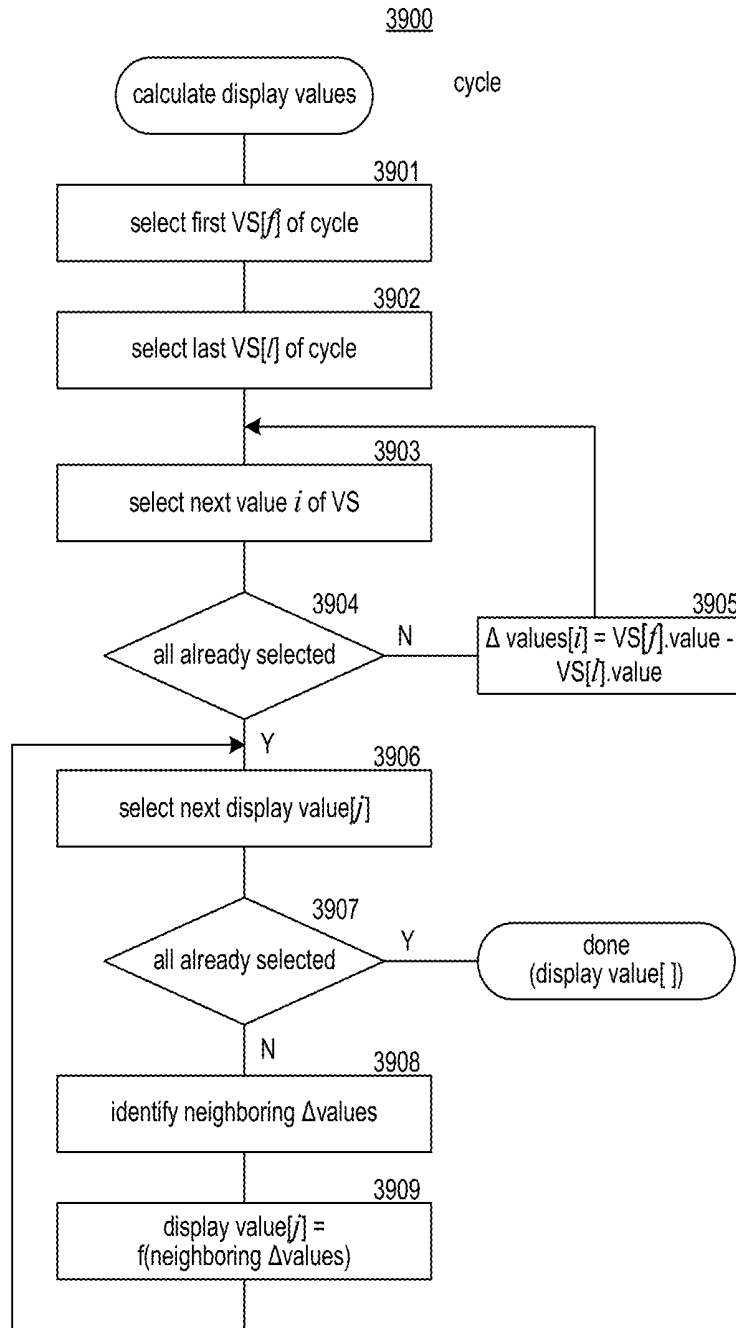 3900
calculate display values
cycle
3901
select first VS[f] of cycle
3902
select last VS[l] of cycle
3903
select next value i of VS
3904
all already selected
N
3905
Δ values[i] = VS[f].value -
VS[l].value
Y
3906
select next display value[j]
3907
all already selected
Y
done
(display value[ ])
N
3908
identify neighboring Δvalues
3909
display value[j] =
f(neighboring Δvalues)